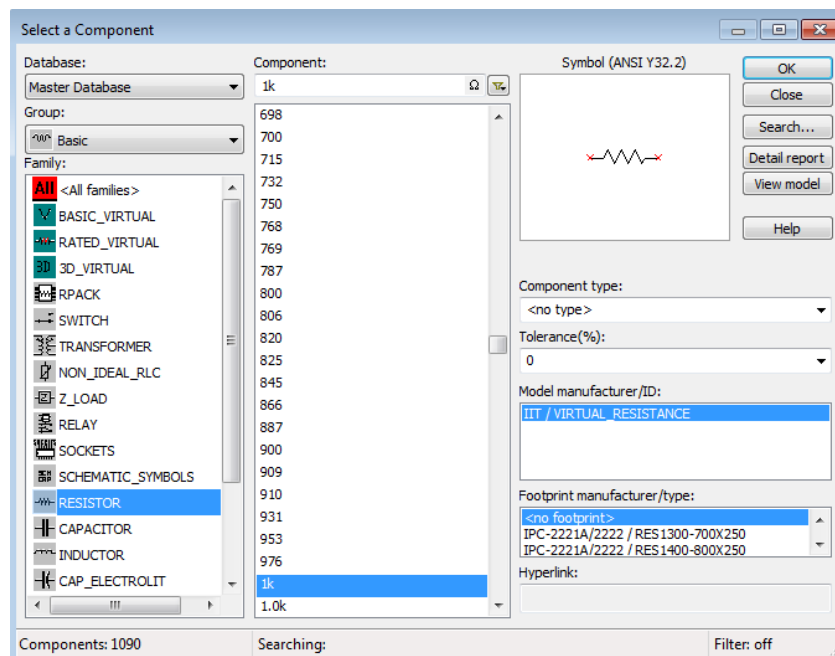 Select a Component
Database:
Master Database
Group:
Basic
Family:
All <All families>
BASIC_VIRTUAL
RATED_VIRTUAL
3D 3D_VIRTUAL
RPACK
SWITCH
TRANSFORMER
NON_IDEAL_RLC
Z_LOAD
RELAY
SOCKETS
SCHEMATIC_SYMBOLS
RESISTOR
CAPACITOR
INDUCTOR
CAP_ELECTROLIT
Component:
1k Ω
698
700
715
732
750
768
769
787
800
806
820
825
845
866
887
900
909
910
931
953
976
1k
1.0k
Symbol (ANSI Y32.2)
Component type:
<no type>
Tolerance(%):
0
Model manufacturer/ID:
IIT / VIRTUAL_RESISTANCE
Footprint manufacturer/type:
<no footprint>
IPC-2221A/2222 / RES1300-700X250
IPC-2221A/2222 / RES1400-800X250
Hyperlink:
OK
Close
Search...
Detail report
View model
Help
Components: 1090
Searching:
Filter: off